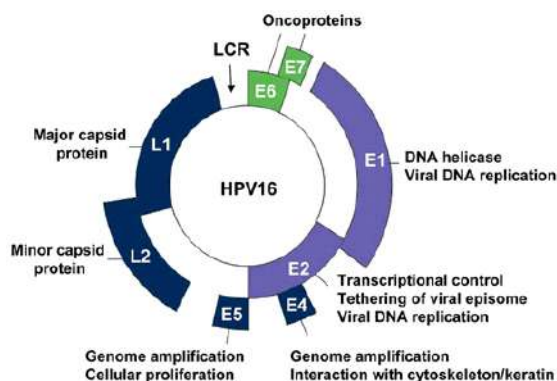 Oncoproteins
LCR
E7
E6
Major capsid
protein
L1
E1
DNA helicase
Viral DNA replication
HPV16
Minor capsid
protein
L2
E2
Transcriptional control
Tethering of viral episome
Viral DNA replication
E5
E4
Genome amplification
Cellular proliferation
Genome amplification
Interaction with cytoskeleton/keratin